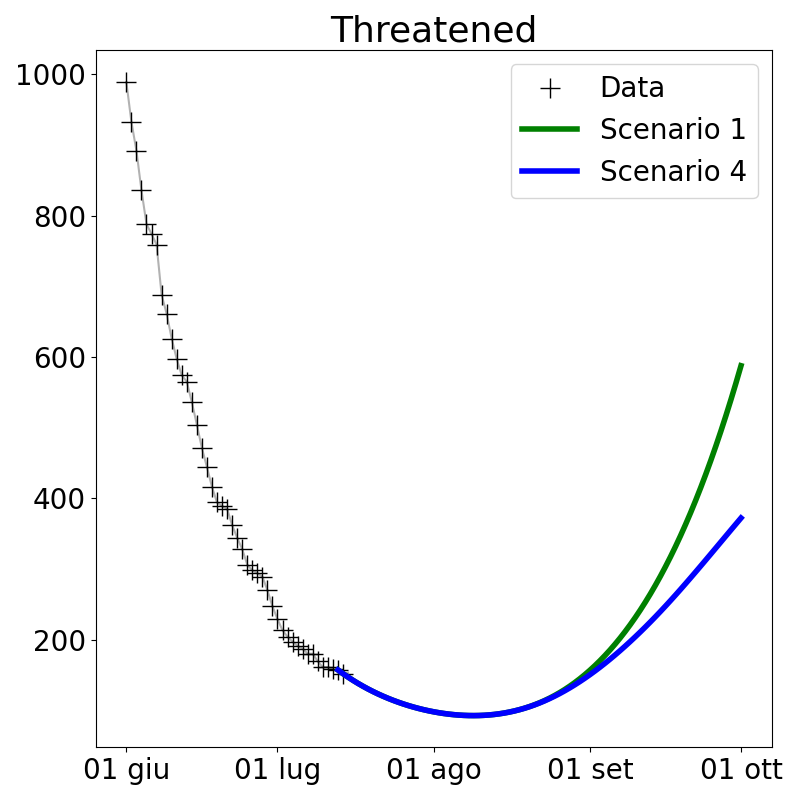 Threatened
Data
Scenario 1
Scenario 4
1000
800
600
400
200
01 giu 01 lug 01 ago 01 set 01 ott